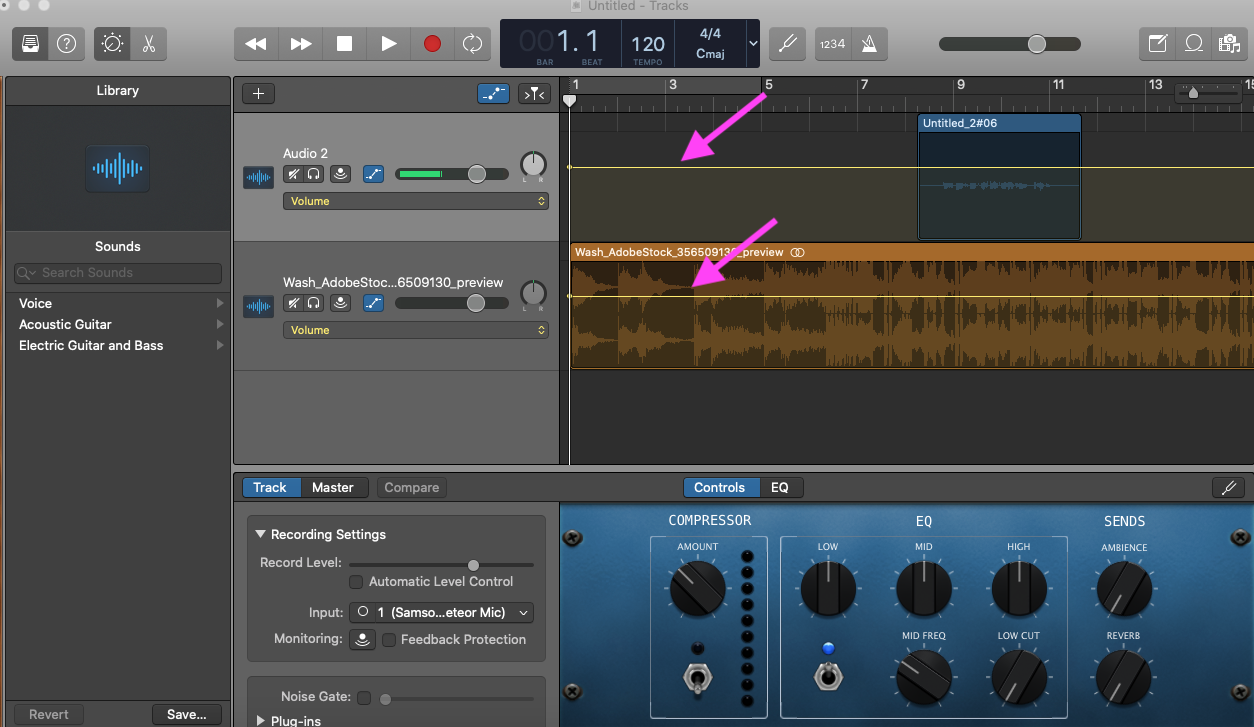 Untitled - Tracks
001. 1
BAR
BEAT
120
TEMPO
4/4
Cmaj
1234
Library
Sounds
Search Sounds
Voice
Acoustic Guitar
Electric Guitar and Bass
Revert
Save...
1 3 5 7 9 11 13 15
Audio 2
L R
Volume
Untitled_2#06
Wash_AdobeStoc...6509130_preview
L R
Volume
Track
Master
Compare
Controls
EQ
Recording Settings
Record Level:
Automatic Level Control
Input:
1 (Samso...eteor Mic)
Monitoring:
Feedback Protection
Noise Gate:
Plug-ins
COMPRESSOR
AMOUNT
EQ
LOW
MID
HIGH
MID FREQ
LOW CUT
SENDS
AMBIENCE
REVERB